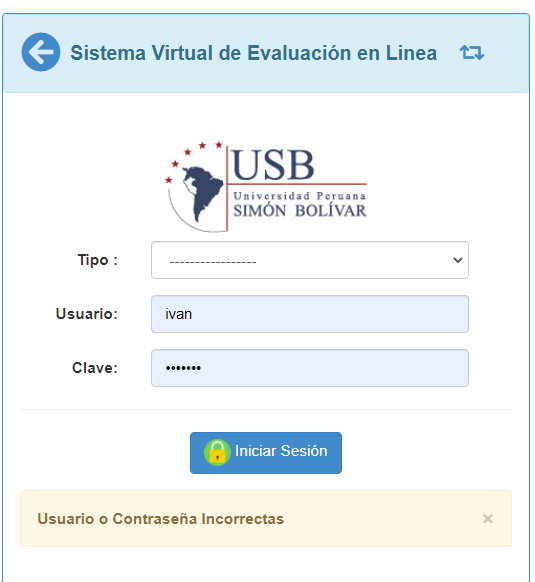 Sistema Virtual de Evaluación en Linea
USB
Universidad Peruana
SIMÓN BOLÍVAR
Tipo : -----------------
Usuario: ivan
Clave: •••••••
Iniciar Sesión
Usuario o Contraseña Incorrectas ×